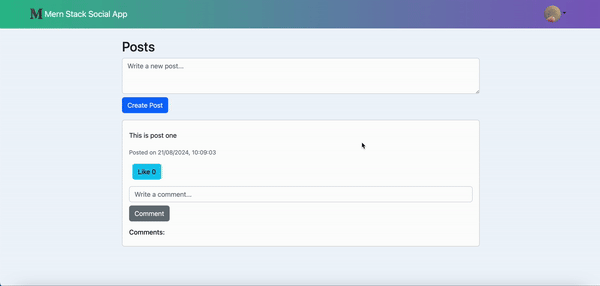 M Mern Stack Social App
Posts
Write a new post...
Create Post
This is post one
Posted on 21/08/2024, 10:09:03
Like 0
Write a comment...
Comment
Comments: